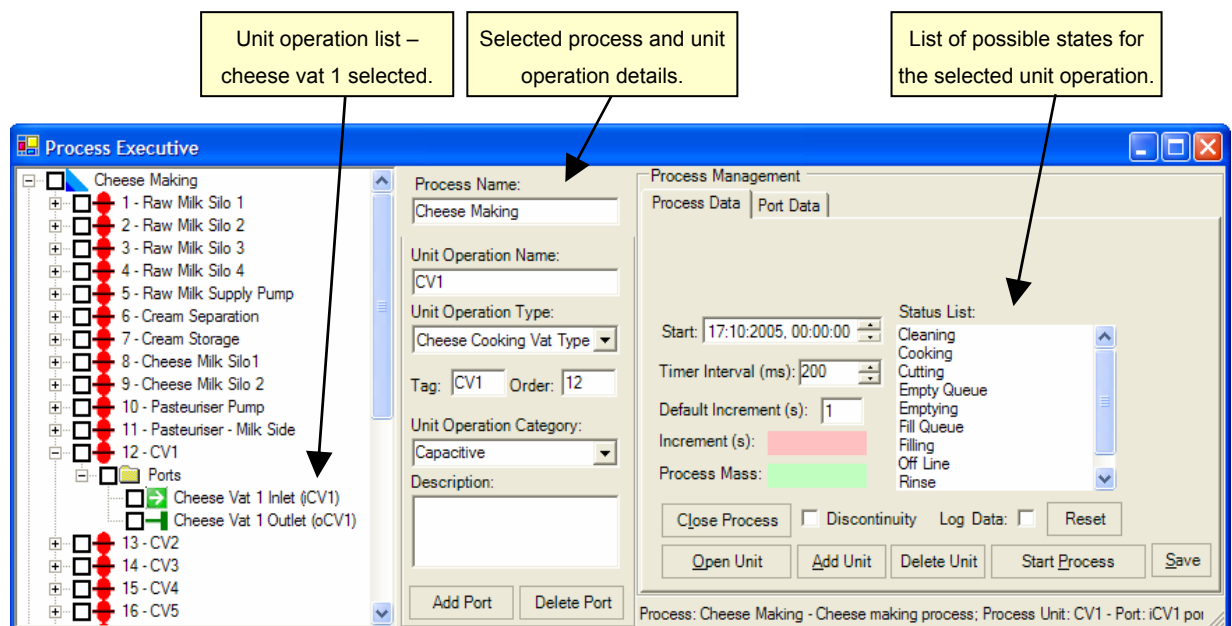 Unit operation list –
cheese vat 1 selected.
Selected process and unit
operation details.
List of possible states for
the selected unit operation.
Process Executive
Cheese Making
1 - Raw Milk Silo 1
2 - Raw Milk Silo 2
3 - Raw Milk Silo 3
4 - Raw Milk Silo 4
5 - Raw Milk Supply Pump
6 - Cream Separation
7 - Cream Storage
8 - Cheese Milk Silo1
9 - Cheese Milk Silo 2
10 - Pasteuriser Pump
11 - Pasteuriser - Milk Side
12 - CV1
Ports
Cheese Vat 1 Inlet (iCV1)
Cheese Vat 1 Outlet (oCV1)
13 - CV2
14 - CV3
15 - CV4
16 - CV5
Process Name:
Cheese Making
Unit Operation Name:
CV1
Unit Operation Type:
Cheese Cooking Vat Type
Tag: CV1 Order: 12
Unit Operation Category:
Capacitive
Description:
Add Port Delete Port
Process Management
Process Data Port Data
Start: 17:10:2005, 00:00:00
Timer Interval (ms): 200
Default Increment (s): 1
Increment (s):
Process Mass:
Status List:
Cleaning
Cooking
Cutting
Empty Queue
Emptying
Fill Queue
Filling
Off Line
Rinse
Close Process Discontinuity Log Data: Reset
Open Unit Add Unit Delete Unit Start Process Save
Process: Cheese Making - Cheese making process; Process Unit: CV1 - Port: iCV1 por